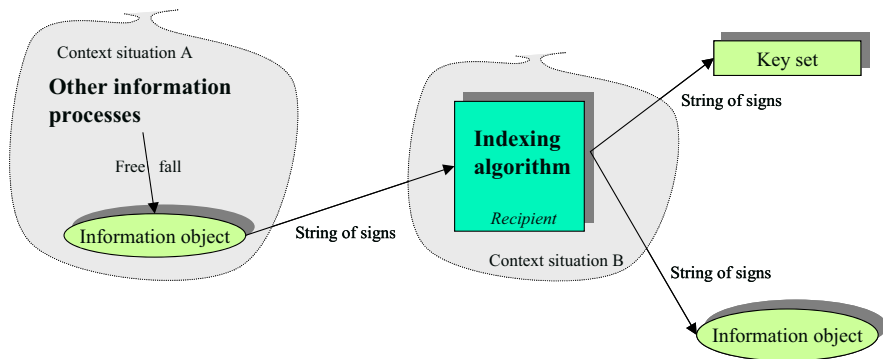 Context situation A
Other information
processes
Free fall
Information object
String of signs
Indexing
algorithm
Recipient
Context situation B
String of signs
Key set
String of signs
Information object